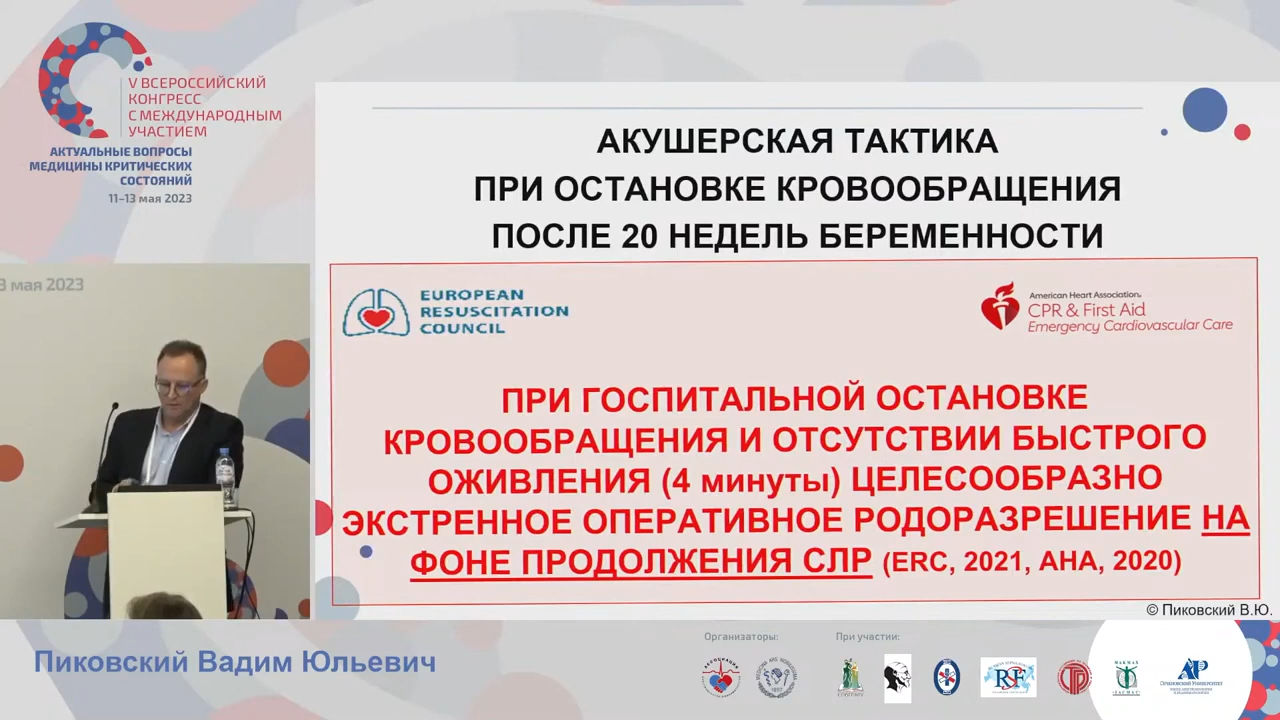 V ВСЕРОССИЙСКИЙ
КОНГРЕСС
С МЕЖДУНАРОДНЫМ
УЧАСТИЕМ
АКТУАЛЬНЫЕ ВОПРОСЫ
МЕДИЦИНЫ КРИТИЧЕСКИХ
СОСТОЯНИЙ
11–13 мая 2023
3 мая 2023
АКУШЕРСКАЯ ТАКТИКА
ПРИ ОСТАНОВКЕ КРОВООБРАЩЕНИЯ
ПОСЛЕ 20 НЕДЕЛЬ БЕРЕМЕННОСТИ
EUROPEAN
RESUSCITATION
COUNCIL
American Heart Association®
CPR & First Aid
Emergency Cardiovascular Care
ПРИ ГОСПИТАЛЬНОЙ ОСТАНОВКЕ
КРОВООБРАЩЕНИЯ И ОТСУТСТВИИ БЫСТРОГО
ОЖИВЛЕНИЯ (4 минуты) ЦЕЛЕСООБРАЗНО
ЭКСТРЕННОЕ ОПЕРАТИВНОЕ РОДОРАЗРЕШЕНИЕ НА
ФОНЕ ПРОДОЛЖЕНИЯ СЛР (ERC, 2021, AHA, 2020)
© Пиковский В.Ю.
Пиковский Вадим Юльевич
Организаторы:
При участии: